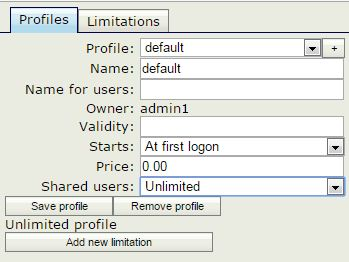 Profiles Limitations
Profile: default +
Name: default
Name for users:
Owner: admin1
Validity:
Starts: At first logon
Price: 0.00
Shared users: Unlimited
Save profile Remove profile
Unlimited profile
Add new limitation